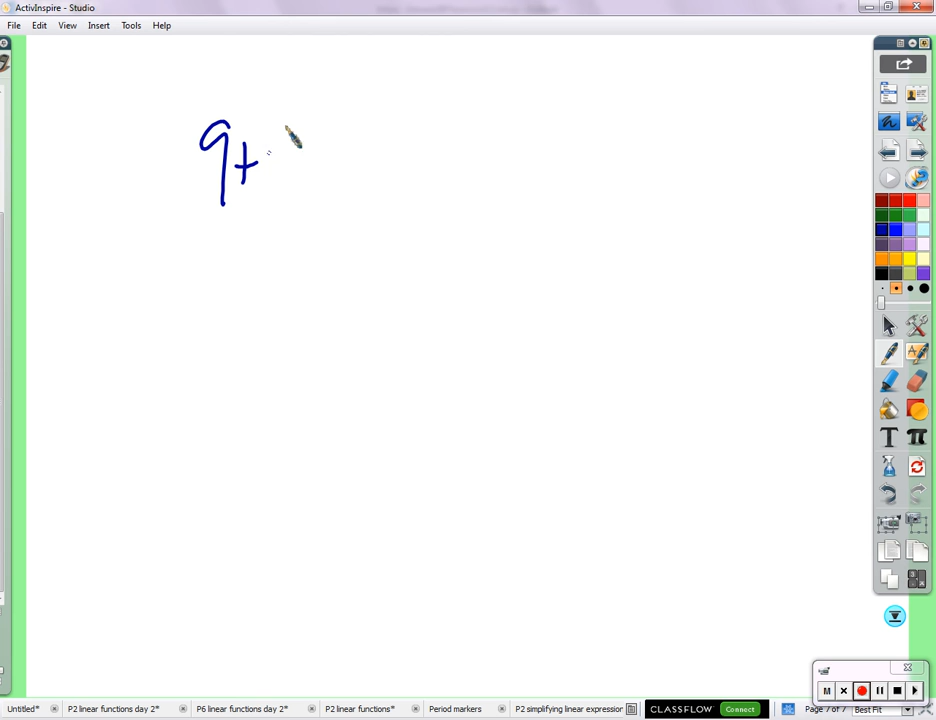 ActivInspire - Studio
File Edit View Insert Tools Help
9+
Untitled* P2 linear functions day 2* P6 linear functions day 2* P2 linear functions* Period markers P2 simplifying linear expression CLASSFLOW Connect Page 7 of 7 Best Fit
M